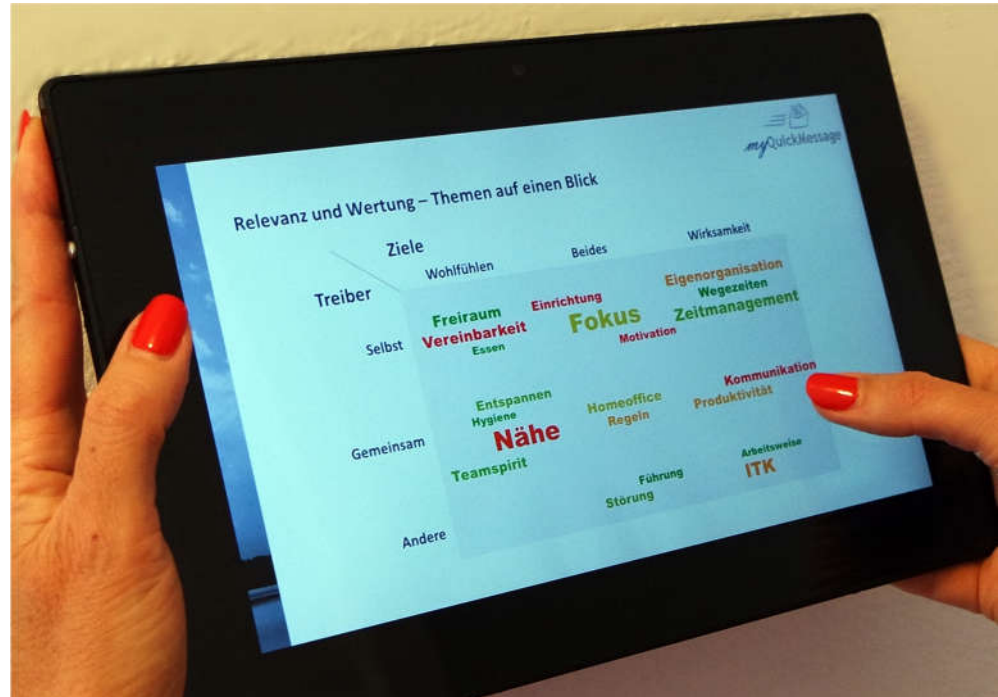 myQuickMessage
Relevanz und Wertung – Themen auf einen Blick
Ziele
Wohlfühlen Beides Wirksamkeit
Treiber
Selbst
Freiraum
Vereinbarkeit
Essen
Einrichtung
Fokus
Motivation
Eigenorganisation
Wegezeiten
Zeitmanagement
Gemeinsam
Entspannen
Hygiene
Nähe
Teamspirit
Homeoffice
Regeln
Kommunikation
Produktivität
Andere
Führung
Störung
Arbeitsweise
ITK